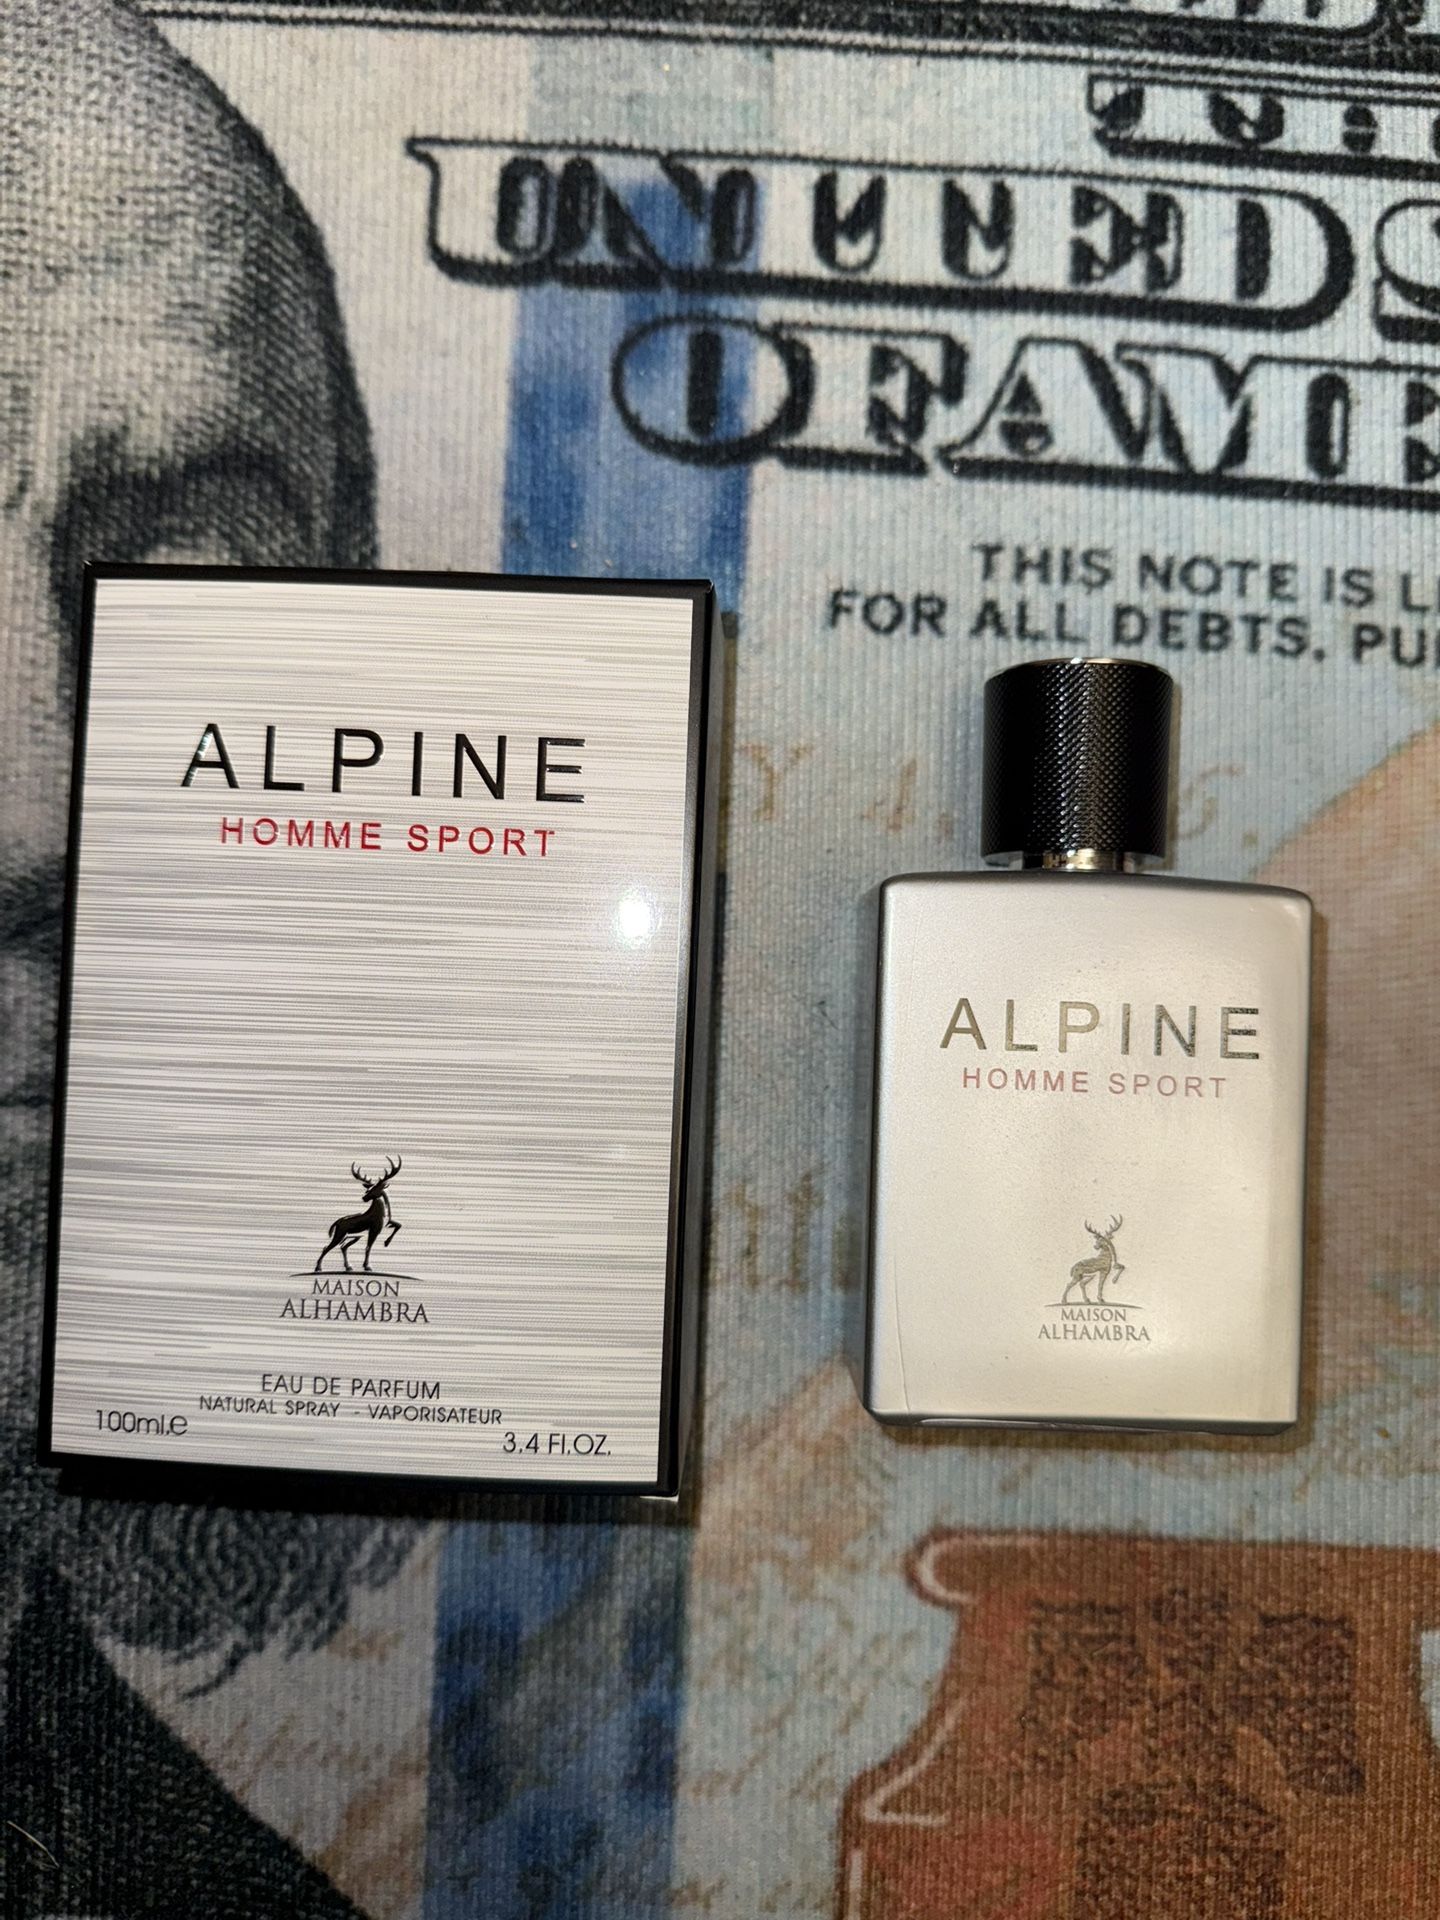 UNITED S
OF AME
THIS NOTE IS L
FOR ALL DEBTS, PU
ALPINE
HOMME SPORT
MAISON
ALHAMBRA
EAU DE PARFUM
NATURAL SPRAY - VAPORISATEUR
100ml.e
3.4 Fl.OZ.
ALPINE
HOMME SPORT
MAISON
ALHAMBRA